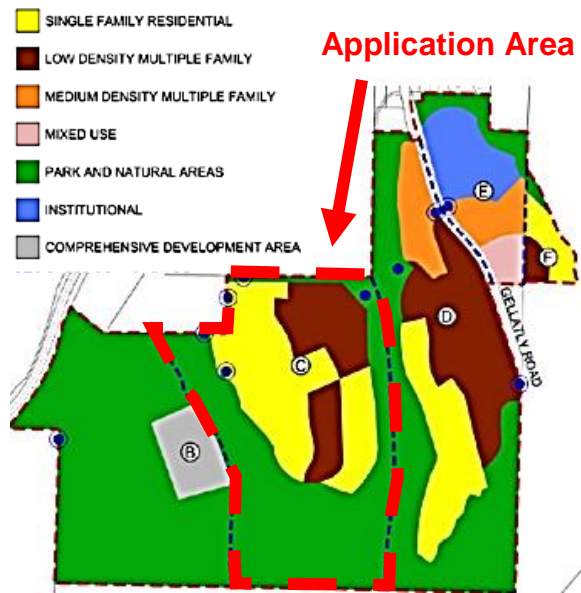 SINGLE FAMILY RESIDENTIAL
LOW DENSITY MULTIPLE FAMILY
MEDIUM DENSITY MULTIPLE FAMILY
MIXED USE
PARK AND NATURAL AREAS
INSTITUTIONAL
COMPREHENSIVE DEVELOPMENT AREA
Application Area
E
F
D
GELLATLY ROAD
C
B